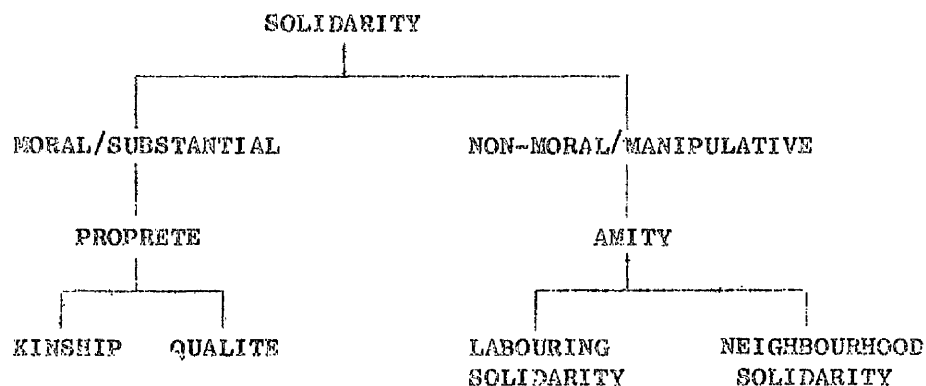 SOLIDARITY
MORAL/SUBSTANTIAL NON-MORAL/MANIPULATIVE
PROPRETE AMITY
KINSHIP QUALITE LABOURING SOLIDARITY NEIGHBOURHOOD SOLIDARITY